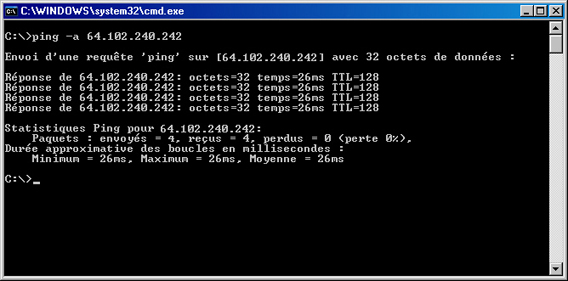 C:\WINDOWS\system32\cmd.exe
C:\>ping -a 64.102.240.242
Envoi d'une requête 'ping' sur [64.102.240.242] avec 32 octets de données :
Réponse de 64.102.240.242: octets=32 temps=26ms TTL=128
Réponse de 64.102.240.242: octets=32 temps=26ms TTL=128
Réponse de 64.102.240.242: octets=32 temps=26ms TTL=128
Réponse de 64.102.240.242: octets=32 temps=26ms TTL=128
Statistiques Ping pour 64.102.240.242:
Paquets : envoyés = 4, reçus = 4, perdus = 0 (perte 0%),
Durée approximative des boucles en millisecondes :
Minimum = 26ms, Maximum = 26ms, Moyenne = 26ms
C:\>_